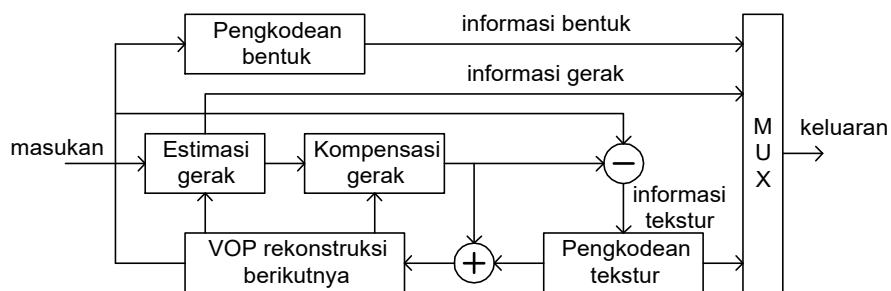 Pengkodean
bentuk
informasi bentuk
informasi gerak
masukan
Estimasi
gerak
Kompensasi
gerak
−
M
U
X
keluaran
informasi
tekstur
VOP rekonstruksi
berikutnya
+
Pengkodean
tekstur